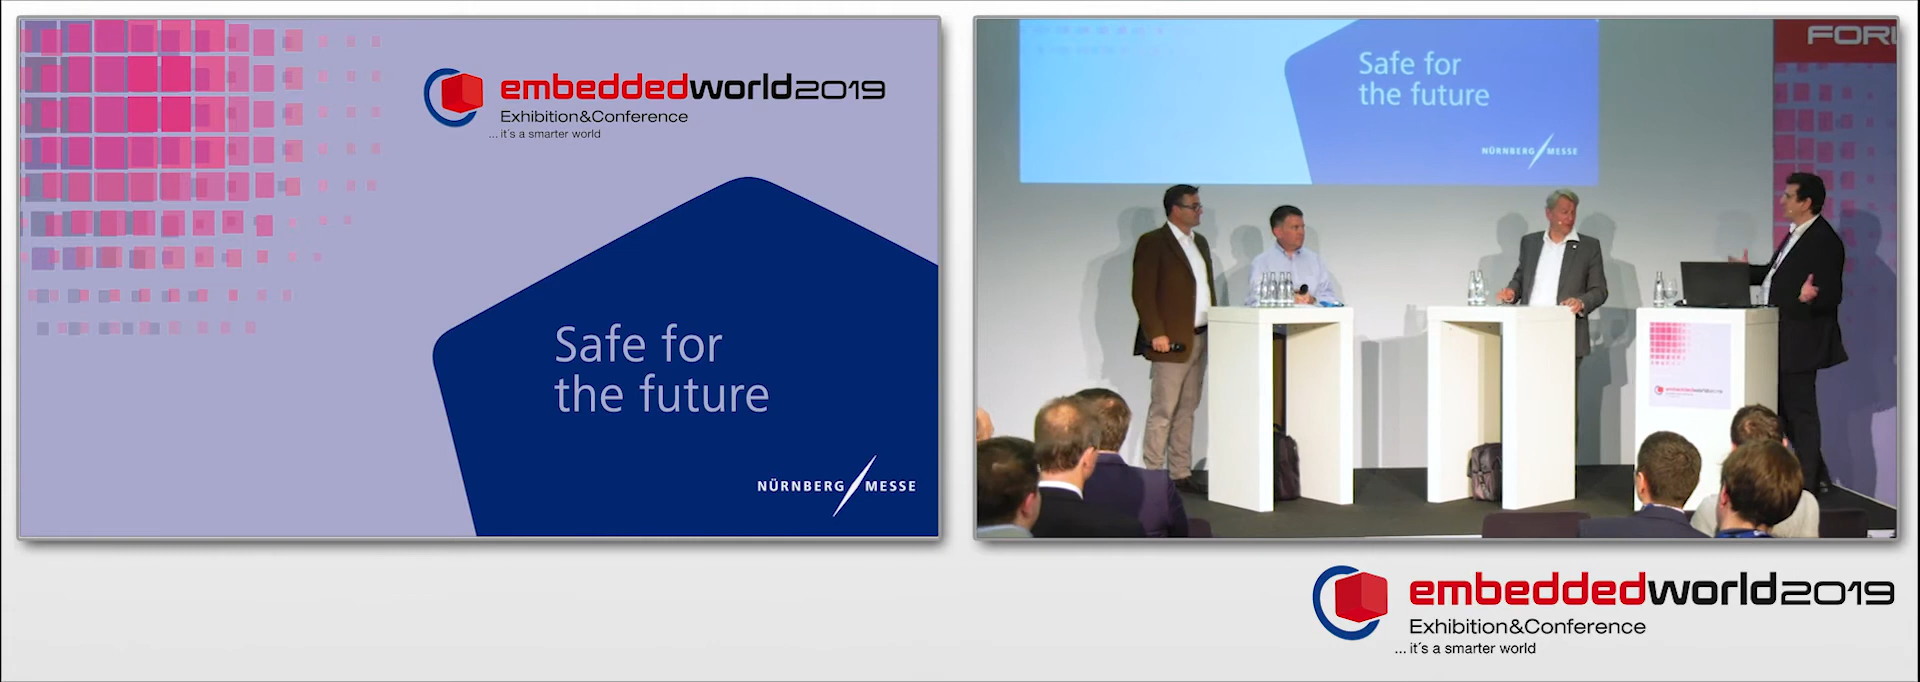 embeddedworld2019
Exhibition&Conference
... it´s a smarter world
Safe for
the future
NÜRNBERG MESSE
FOR
Safe for
the future
NÜRNBERG MESSE
embeddedworld2019
embeddedworld2019
Exhibition&Conference
... it´s a smarter world